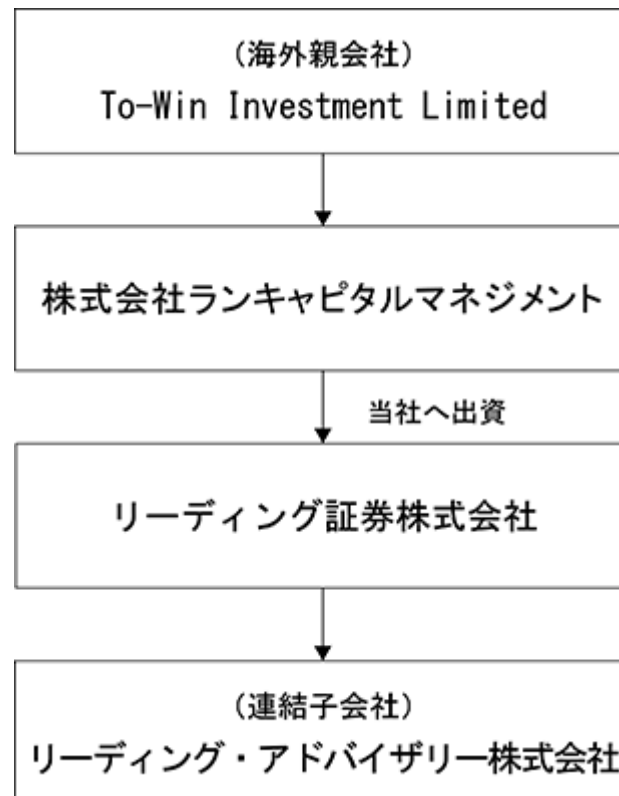 （海外親会社）
To-Win Investment Limited
株式会社ランキャピタルマネジメント
当社へ出資
リーディング証券株式会社
（連結子会社）
リーディング・アドバイザリー株式会社